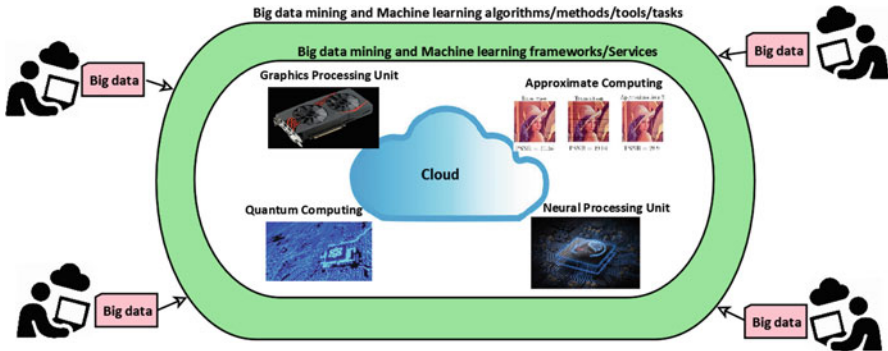 Big data mining and Machine learning algorithms/methods/tools/tasks
Big data mining and Machine learning frameworks/Services
Graphics Processing Unit
Approximate Computing
Big data
Big data
Cloud
Quantum Computing
Neural Processing Unit
Big data
Big data